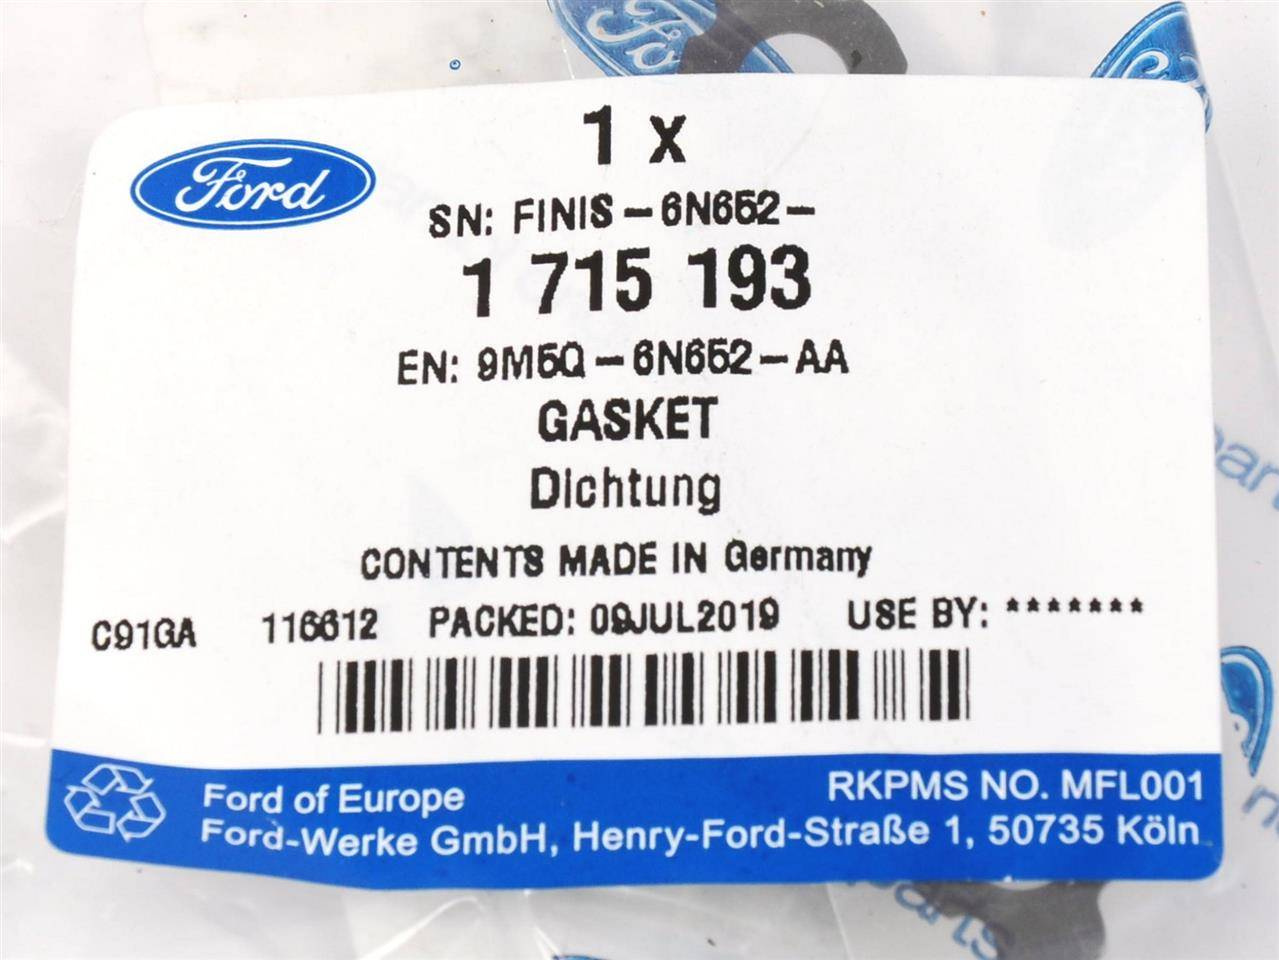 Ford
1 x
SN: FINIS-6N652-
1 715 193
EN: 9M5Q-6N652-AA
GASKET
Dichtung
CONTENTS MADE IN Germany
C91GA 116612 PACKED: 09JUL2019 USE BY: *******
Ford of Europe
RKPMS NO. MFL001
Ford-Werke GmbH, Henry-Ford-Straße 1, 50735 Köln